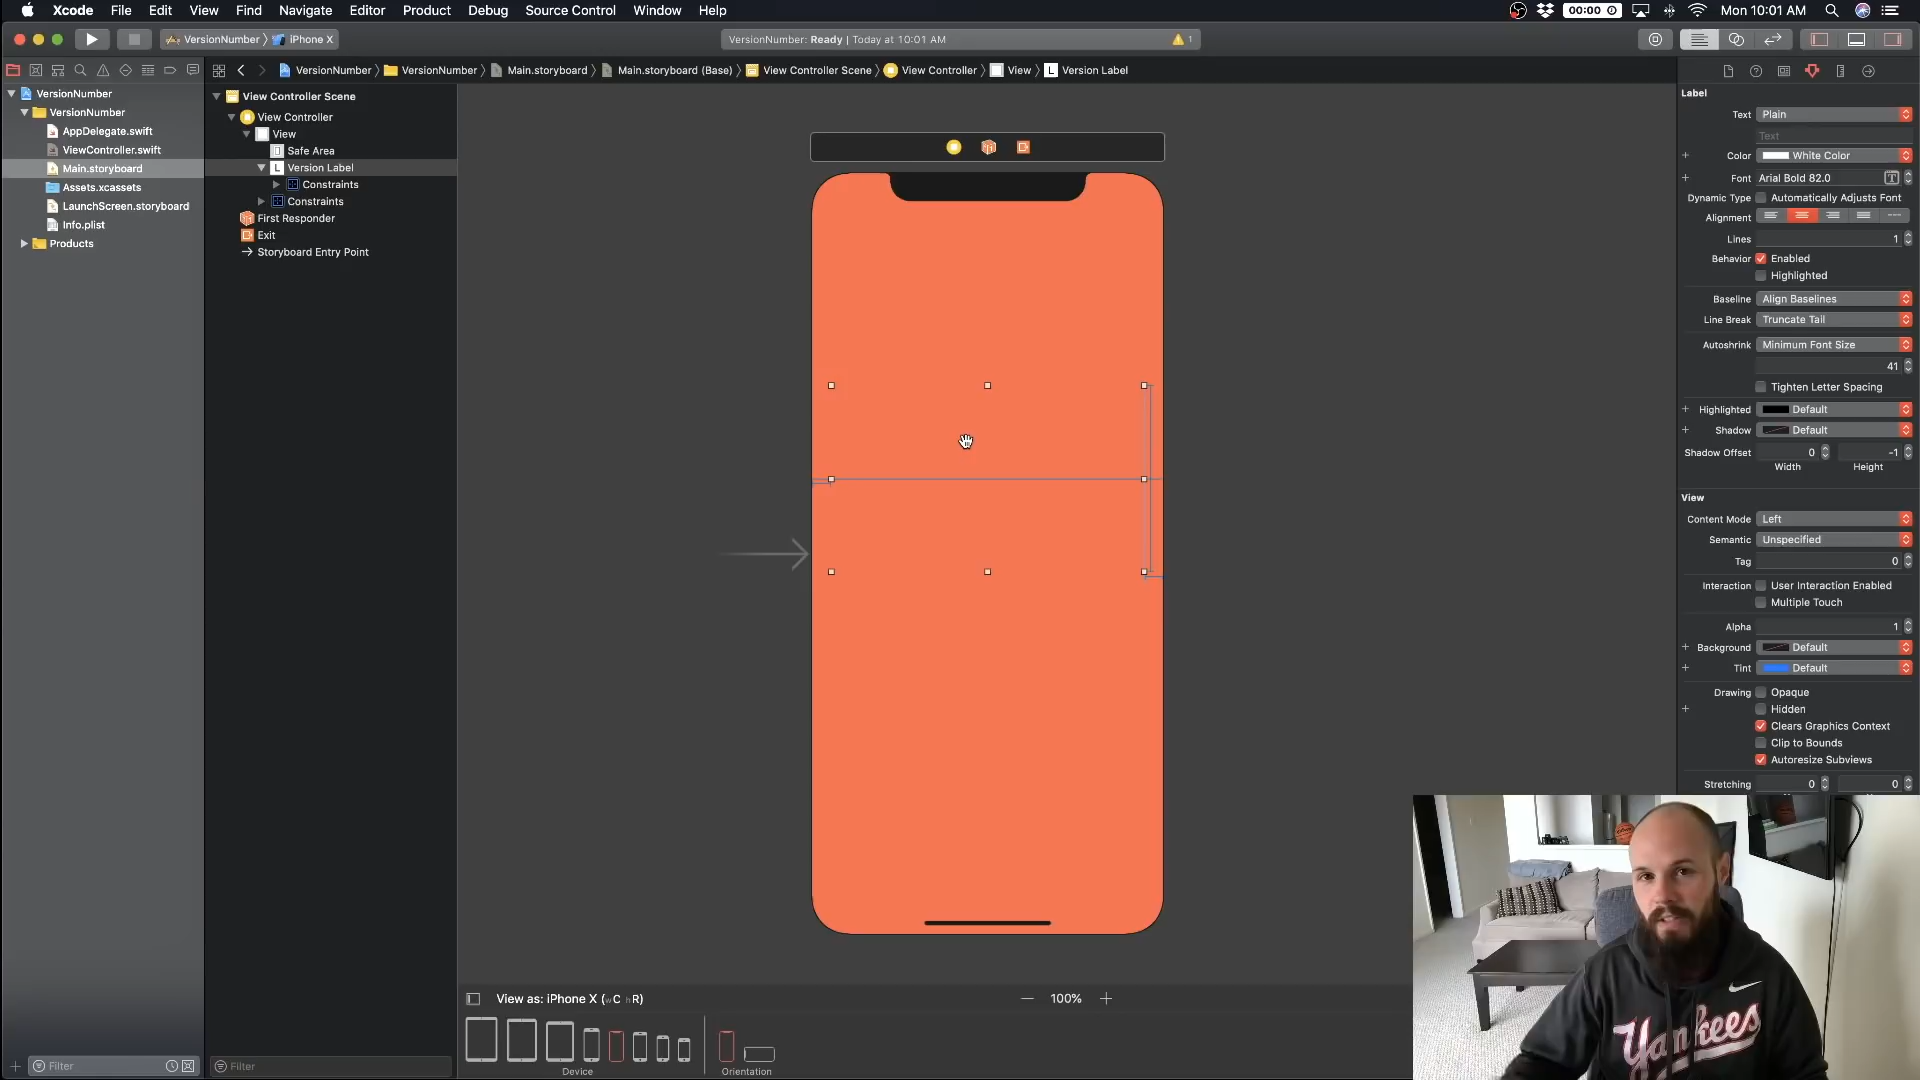 Xcode File Edit View Find Navigate Editor Product Debug Source Control Window Help
00:00 Mon 10:01 AM
VersionNumber iPhone X
VersionNumber: Ready | Today at 10:01 AM 1
VersionNumber VersionNumber Main.storyboard Main.storyboard (Base) View Controller Scene View Controller View L Version Label
VersionNumber
VersionNumber
AppDelegate.swift
ViewController.swift
Main.storyboard
Assets.xcassets
LaunchScreen.storyboard
Info.plist
Products
Filter
View Controller Scene
View Controller
View
Safe Area
L Version Label
Constraints
Constraints
First Responder
Exit
Storyboard Entry Point
Filter
View as: iPhone X (wC hR)
100%
Device
Orientation
Label
Text Plain
Text
Color White Color
Font Arial Bold 82.0 T
Dynamic Type Automatically Adjusts Font
Alignment
Lines 1
Behavior Enabled
Highlighted
Baseline Align Baselines
Line Break Truncate Tail
Autoshrink Minimum Font Size
41
Tighten Letter Spacing
Highlighted Default
Shadow Default
Shadow Offset 0 -1
Width Height
View
Content Mode Left
Semantic Unspecified
Tag 0
Interaction User Interaction Enabled
Multiple Touch
Alpha 1
Background Default
Tint Default
Drawing Opaque
Hidden
Clears Graphics Context
Clip to Bounds
Autoresize Subviews
Stretching 0 0
Yankees